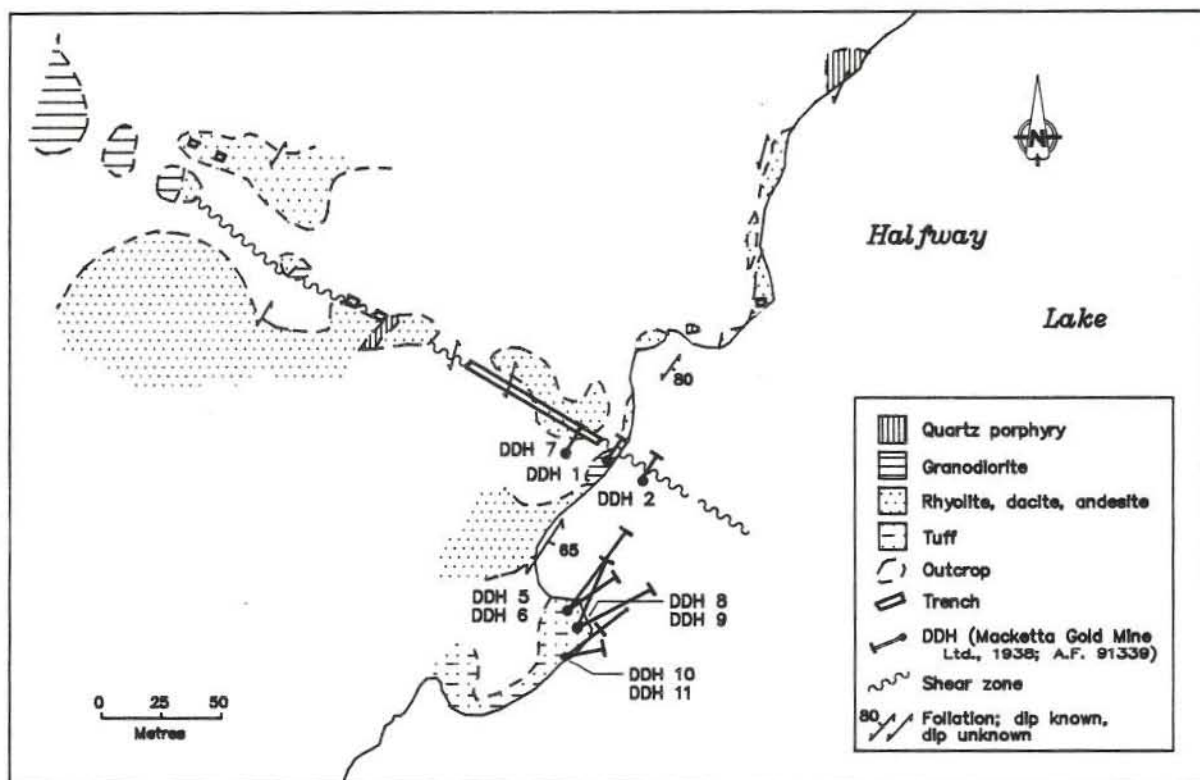 N
Halfway
Lake
80
DDH 7
DDH 1
DDH 2
65
DDH 5
DDH 6
DDH 8
DDH 9
DDH 10
DDH 11
0 25 50
Metres
Quartz porphyry
Granodiorite
Rhyolite, dacite, andesite
Tuff
Outcrop
Trench
DDH (Macketta Gold Mine
Ltd., 1938; A.F. 91339)
Shear zone
80 Foliation; dip known,
dip unknown